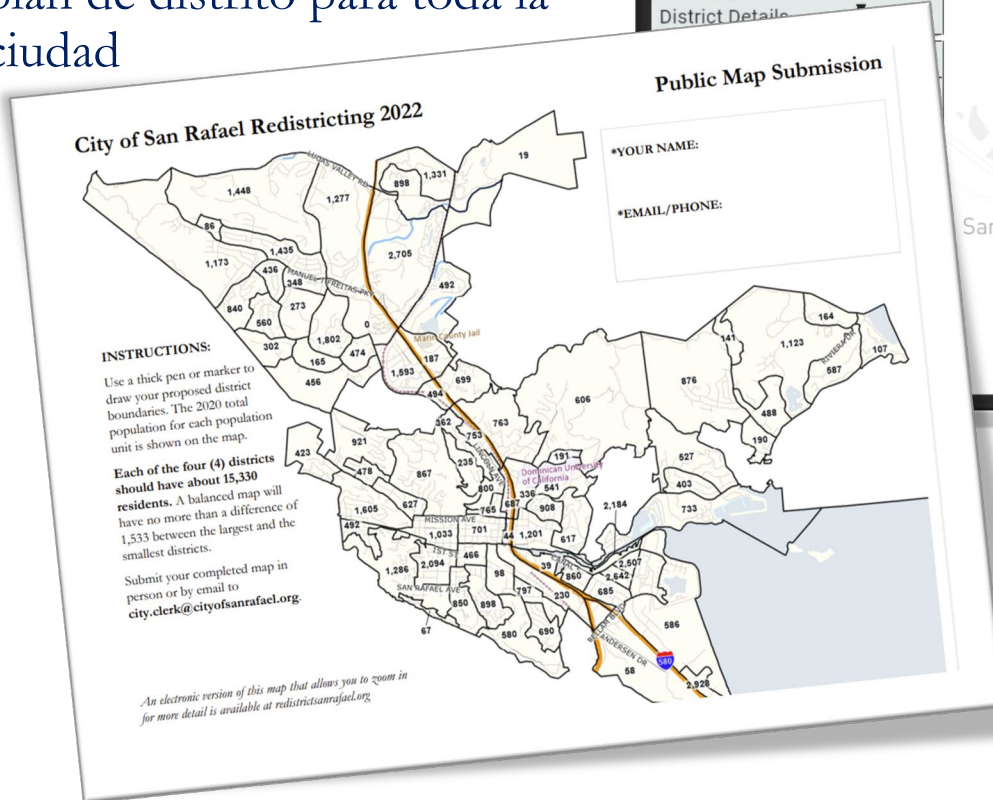 plan de distrito para toda la
ciudad
District Details
City of San Rafael Redistricting 2022
Public Map Submission
*YOUR NAME:
*EMAIL/PHONE:
INSTRUCTIONS:
Use a thick pen or marker to
draw your proposed district
boundaries. The 2020 total
population for each population
unit is shown on the map.
Each of the four (4) districts
should have about 15,330
residents. A balanced map will
have no more than a difference of
1,533 between the largest and the
smallest districts.
Submit your completed map in
person or by email to
city.clerk@cityofsanrafael.org.
An electronic version of this map that allows you to zoom in
for more detail is available at redistrictsanrafael.org
LUCAS VALLEY RD
19
898
1,331
1,448
1,277
86
1,435
2,705
1,173
436
348
MANUEL T FREITAS PKY
492
840
273
560
0
Marin County Jail
302
1,802
474
187
165
1,593
699
456
494
164
141
1,123
RIVIERA DR
107
587
876
606
488
190
362
763
753
423
921
LINCOLN AVE
235
191
Dominican University
of California
527
478
867
800
336
541
403
1,605
627
765
687
908
2,184
733
492
MISSION AVE
1,033
701
44
1,201
617
1ST ST
466
1,286
2,094
98
39
CANAL
860
2,507
2,642
SAN RAFAEL AVE
797
230
685
850
898
67
580
690
BELLAM BLVD
586
ANDERSEN DR
580
58
2,928